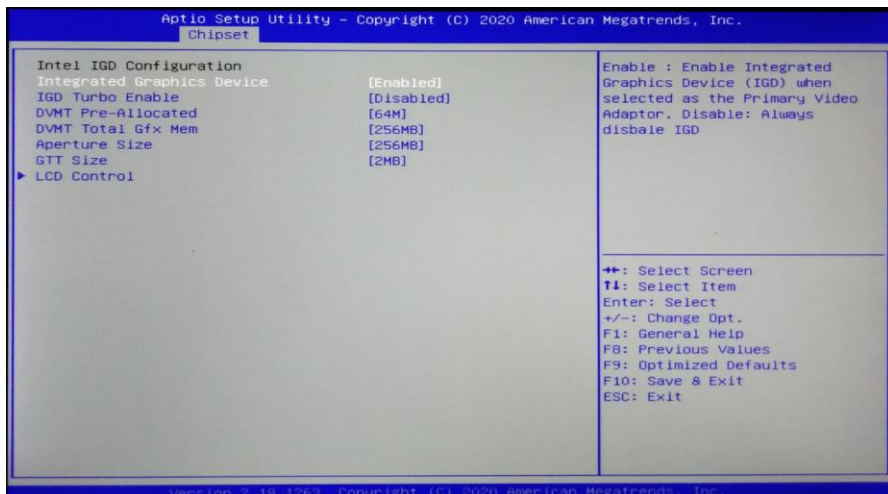 Aptio Setup Utility – Copyright (C) 2020 American Megatrends, Inc.
Chipset
Intel IGD Configuration
Integrated Graphics Device [Enabled]
IGD Turbo Enable [Disabled]
DVMT Pre-Allocated [64M]
DVMT Total Gfx Mem [256MB]
Aperture Size [256MB]
GTT Size [2MB]
► LCD Control
Enable : Enable Integrated
Graphics Device (IGD) when
selected as the Primary Video
Adaptor. Disable: Always
disbale IGD
→←: Select Screen
↑↓: Select Item
Enter: Select
+/-: Change Opt.
F1: General Help
F8: Previous Values
F9: Optimized Defaults
F10: Save & Exit
ESC: Exit
Version 2.18.1263. Copyright (C) 2020 American Megatrends, Inc.